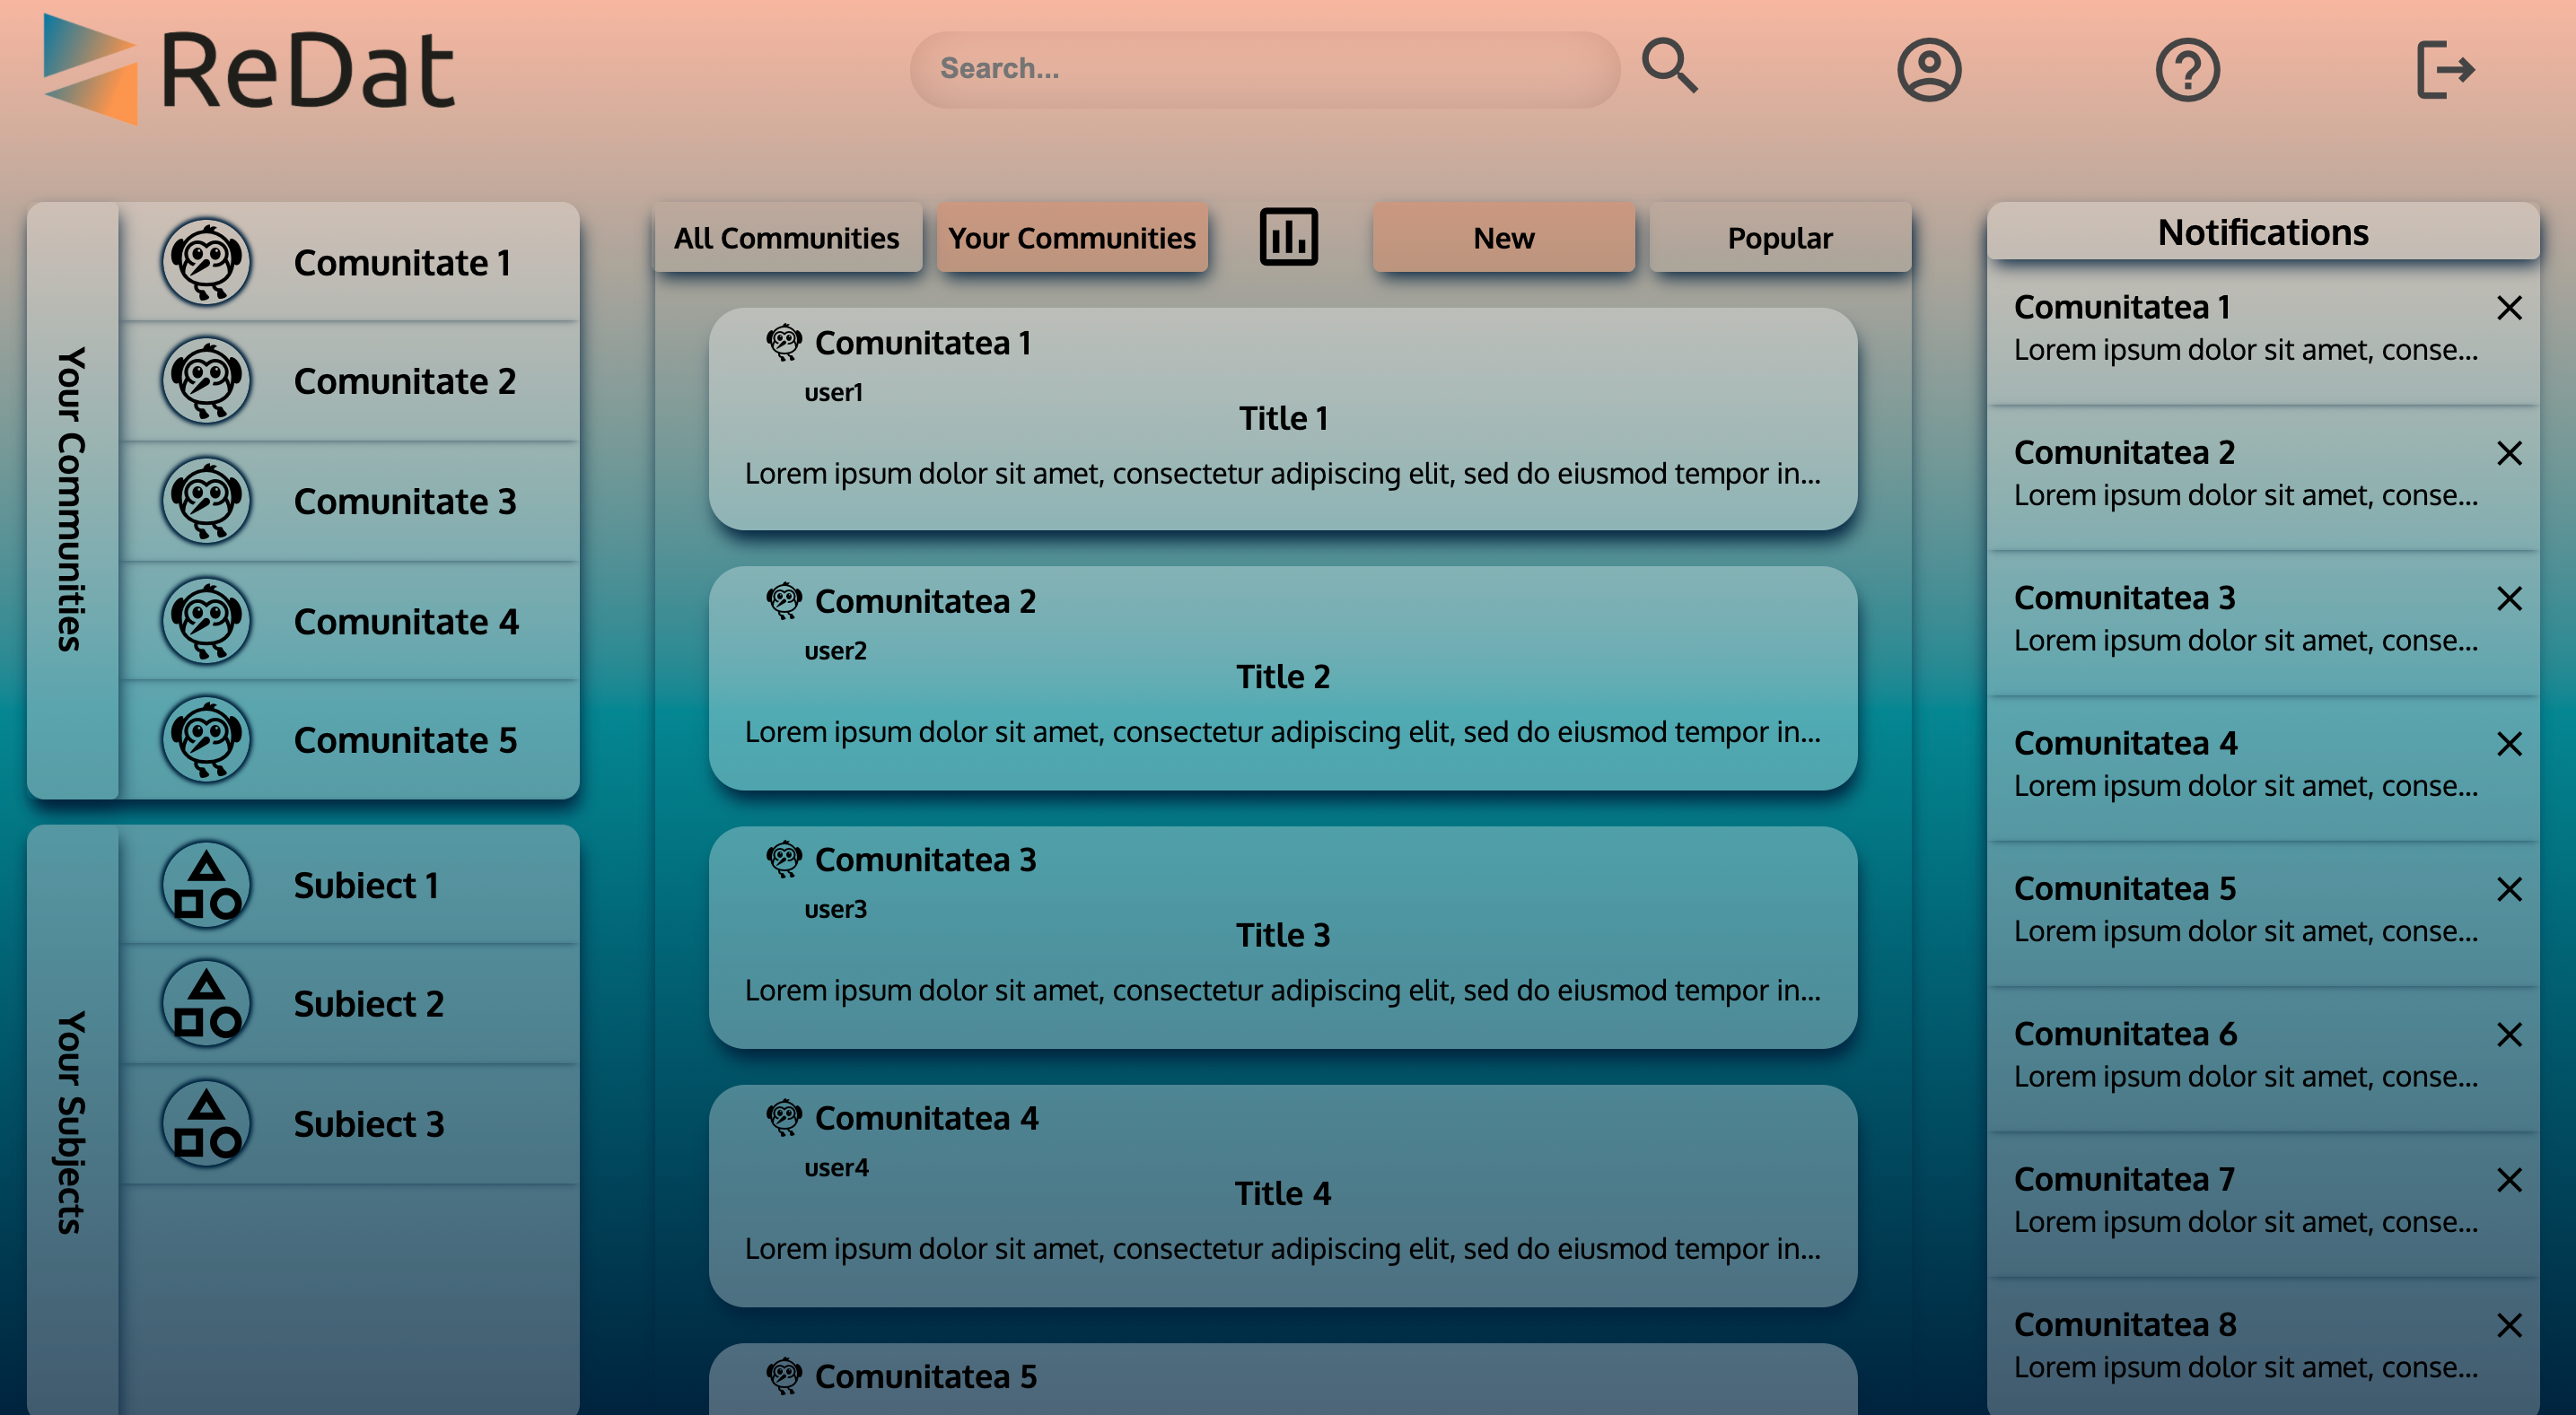 ReDat
Search...
Your Communities
Comunitate 1
Comunitate 2
Comunitate 3
Comunitate 4
Comunitate 5
Your Subjects
Subiect 1
Subiect 2
Subiect 3
All Communities
Your Communities
New
Popular
Comunitatea 1
user1
Title 1
Lorem ipsum dolor sit amet, consectetur adipiscing elit, sed do eiusmod tempor in...
Comunitatea 2
user2
Title 2
Lorem ipsum dolor sit amet, consectetur adipiscing elit, sed do eiusmod tempor in...
Comunitatea 3
user3
Title 3
Lorem ipsum dolor sit amet, consectetur adipiscing elit, sed do eiusmod tempor in...
Comunitatea 4
user4
Title 4
Lorem ipsum dolor sit amet, consectetur adipiscing elit, sed do eiusmod tempor in...
Comunitatea 5
Notifications
Comunitatea 1
Lorem ipsum dolor sit amet, conse...
Comunitatea 2
Lorem ipsum dolor sit amet, conse...
Comunitatea 3
Lorem ipsum dolor sit amet, conse...
Comunitatea 4
Lorem ipsum dolor sit amet, conse...
Comunitatea 5
Lorem ipsum dolor sit amet, conse...
Comunitatea 6
Lorem ipsum dolor sit amet, conse...
Comunitatea 7
Lorem ipsum dolor sit amet, conse...
Comunitatea 8
Lorem ipsum dolor sit amet, conse...